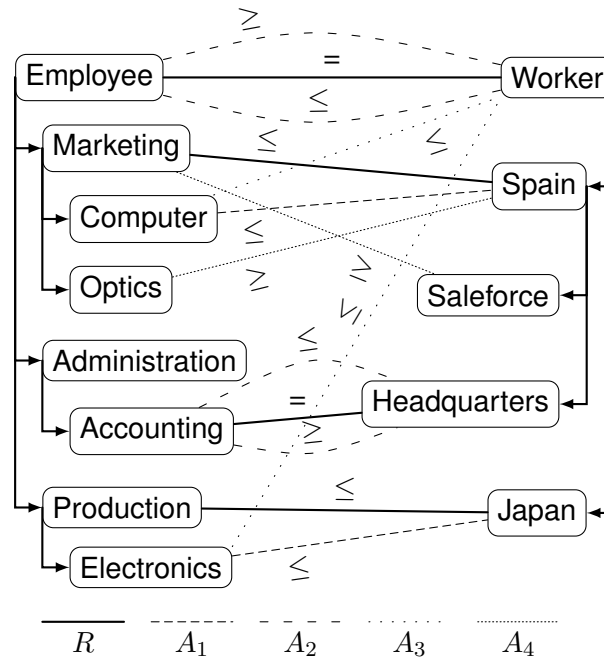 ≥
Employee = Worker
≤
Marketing ≤ ≤
Spain
Computer
≤
Optics ≥ ≥ Saleforce
≤
≤
Administration
= Headquarters
Accounting ≥
Production ≤ Japan
Electronics ≤
R A₁ A₂ A₃ A₄